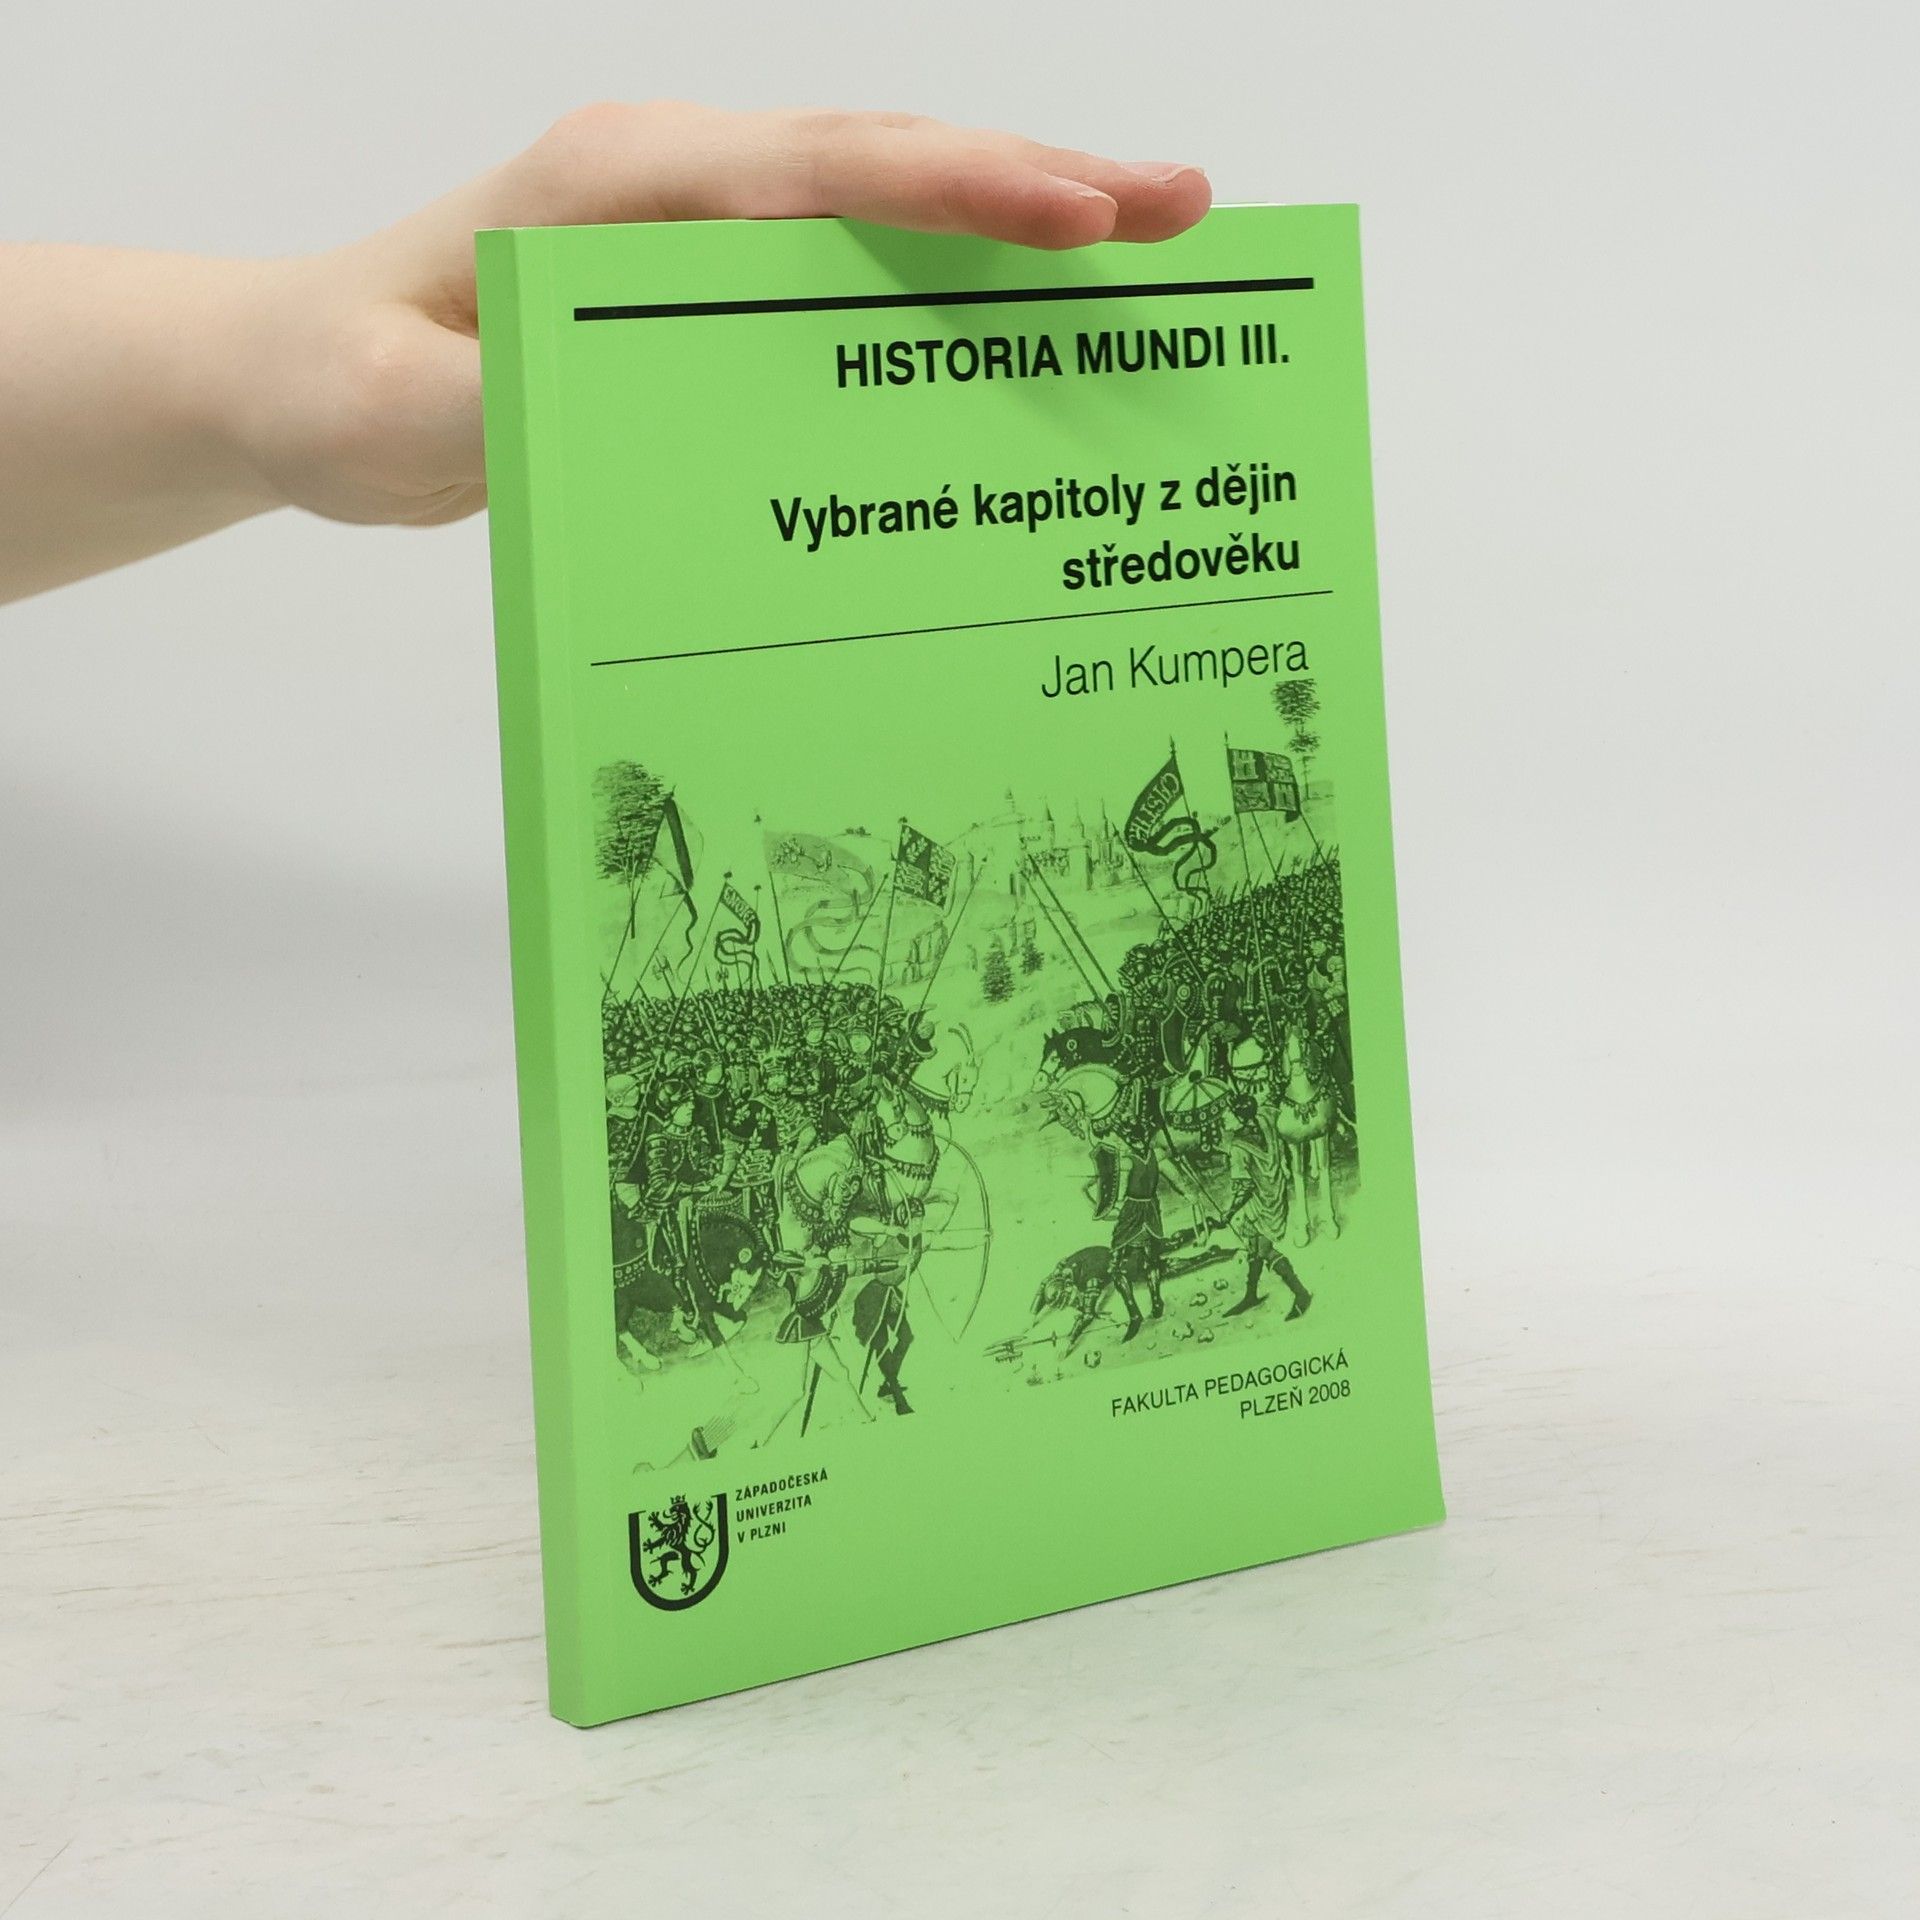 HISTORIA MUNDI III.
Vybrané kapitoly z dějin
středověku
Jan Kumpera
FAKULTA PEDAGOGICKÁ
PLZEŇ 2008
ZÁPADOČESKÁ
UNIVERZITA
V PLZNI